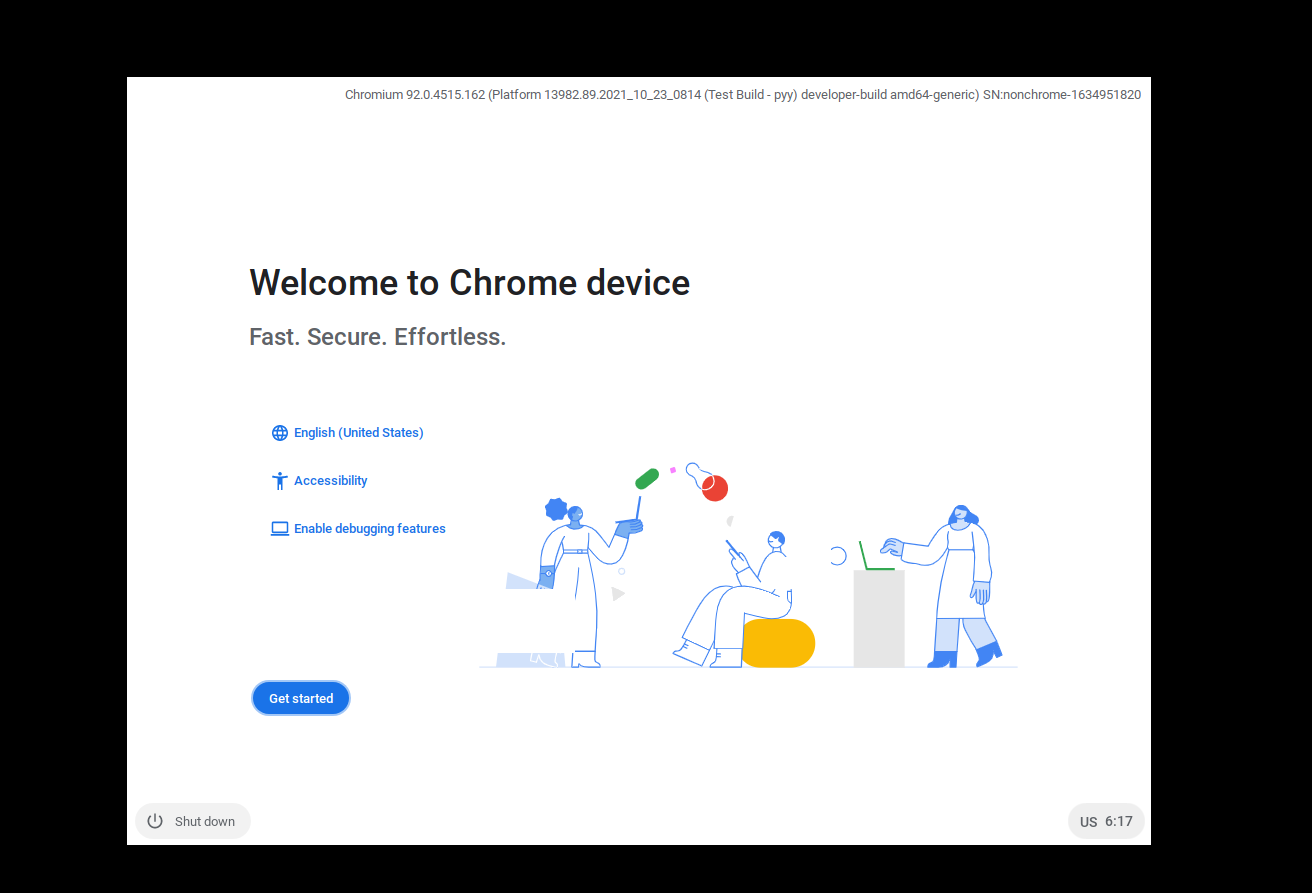 Chromium 92.0.4515.162 (Platform 13982.89.2021_10_23_0814 (Test Build - pyy) developer-build amd64-generic) SN:nonchrome-1634951820
Welcome to Chrome device
Fast. Secure. Effortless.
English (United States)
Accessibility
Enable debugging features
Get started
Shut down
US 6:17